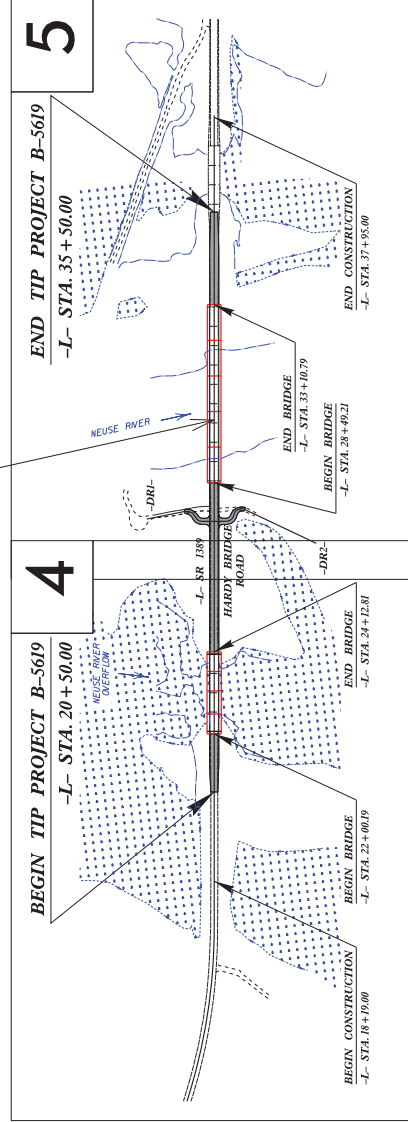 4
5
BEGIN TIP PROJECT B-5619
-L- STA. 20+50.00
END TIP PROJECT B-5619
-L- STA. 35+50.00
NEUSE RIVER
OVERFLOW
NEUSE RIVER
-DR1-
-L- SR 1389
HARDY BRIDGE
ROAD
-DR2-
BEGIN CONSTRUCTION
-L- STA. 18+19.00
BEGIN BRIDGE
-L- STA. 22+00.19
END BRIDGE
-L- STA. 24+12.81
BEGIN BRIDGE
-L- STA. 28+49.21
END BRIDGE
-L- STA. 33+10.79
END CONSTRUCTION
-L- STA. 37+95.00